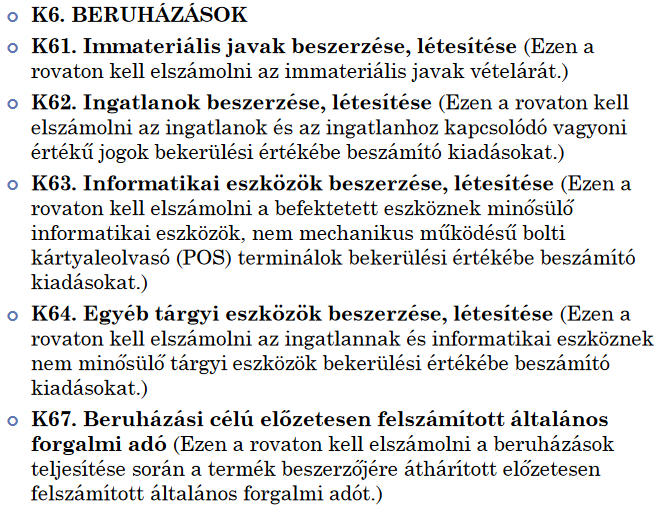 K6. BERUHÁZÁSOK
K61. Immateriális javak beszerzése, létesítése (Ezen a
rovaton kell elszámolni az immateriális javak vételárát.)
K62. Ingatlanok beszerzése, létesítése (Ezen a rovaton kell
elszámolni az ingatlanok és az ingatlanhoz kapcsolódó vagyoni
értékű jogok bekerülési értékébe beszámító kiadásokat.)
K63. Informatikai eszközök beszerzése, létesítése (Ezen a
rovaton kell elszámolni a befektetett eszköznek minősülő
informatikai eszközök, nem mechanikus működésű bolti
kártyaleolvasó (POS) terminálok bekerülési értékébe beszámító
kiadásokat.)
K64. Egyéb tárgyi eszközök beszerzése, létesítése (Ezen a
rovaton kell elszámolni az ingatlannak és informatikai eszköznek
nem minősülő tárgyi eszközök bekerülési értékébe beszámító
kiadásokat.)
K67. Beruházási célú előzetesen felszámított általános
forgalmi adó (Ezen a rovaton kell elszámolni a beruházások
teljesítése során a termék beszerzőjére áthárított előzetesen
felszámított általános forgalmi adót.)